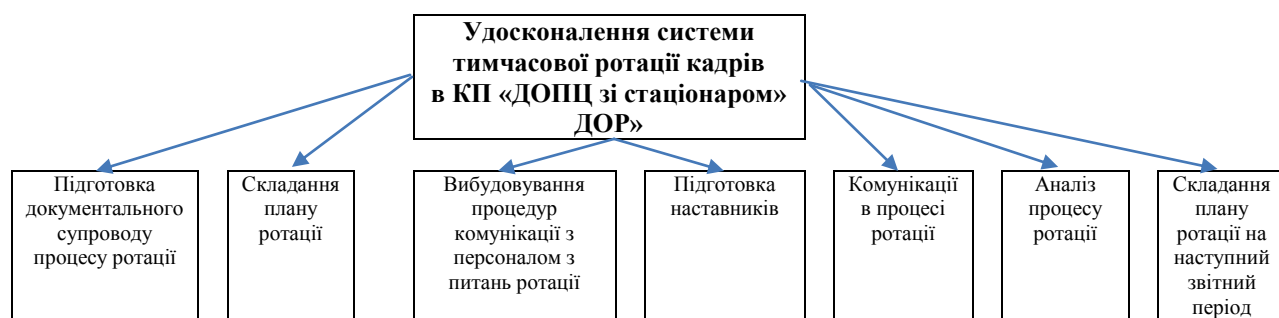 Удосконалення системи
тимчасової ротації кадрів
в КП «ДОПЦ зі стаціонаром»
ДОР»
Підготовка
документального
супроводу
процесу ротації
Складання
плану
ротації
Вибудовування
процедур
комунікації з
персоналом з
питань ротації
Підготовка
наставників
Комунікації
в процесі
ротації
Аналіз
процесу
ротації
Складання
плану
ротації на
наступний
звітний
період